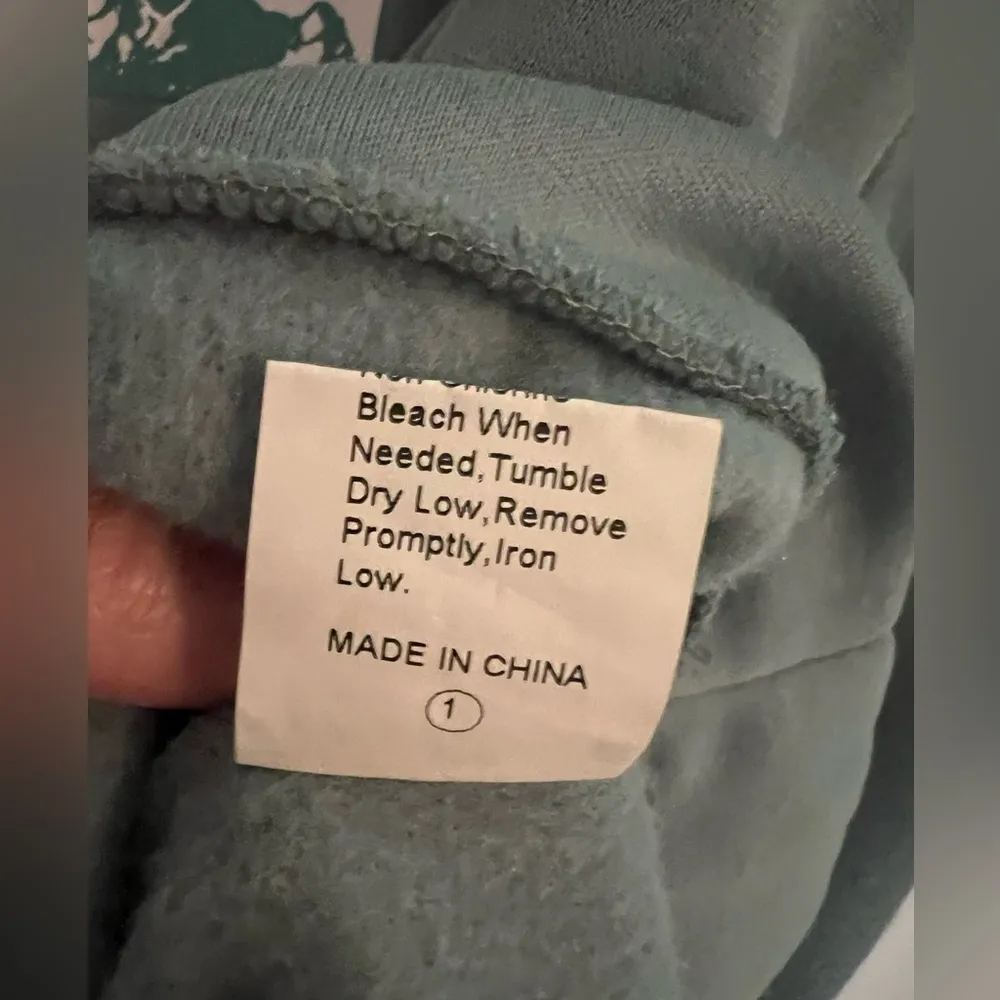 Bleach When
Needed,Tumble
Dry Low,Remove
Promptly,Iron
Low.
MADE IN CHINA
1